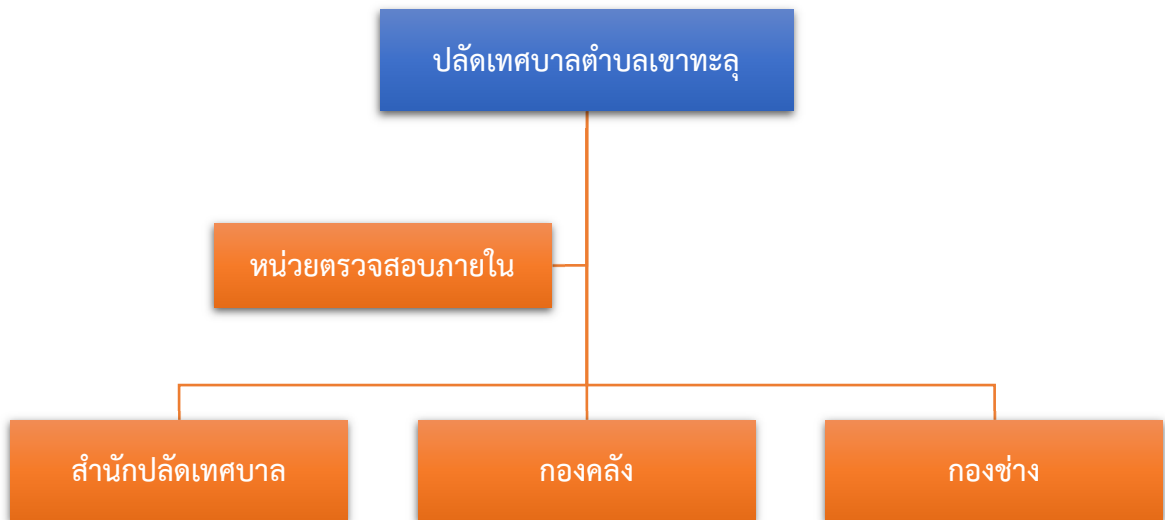 ปลัดเทศบาลตำบลเขาทะลุ
หน่วยตรวจสอบภายใน
สำนักปลัดเทศบาล
กองคลัง
กองช่าง